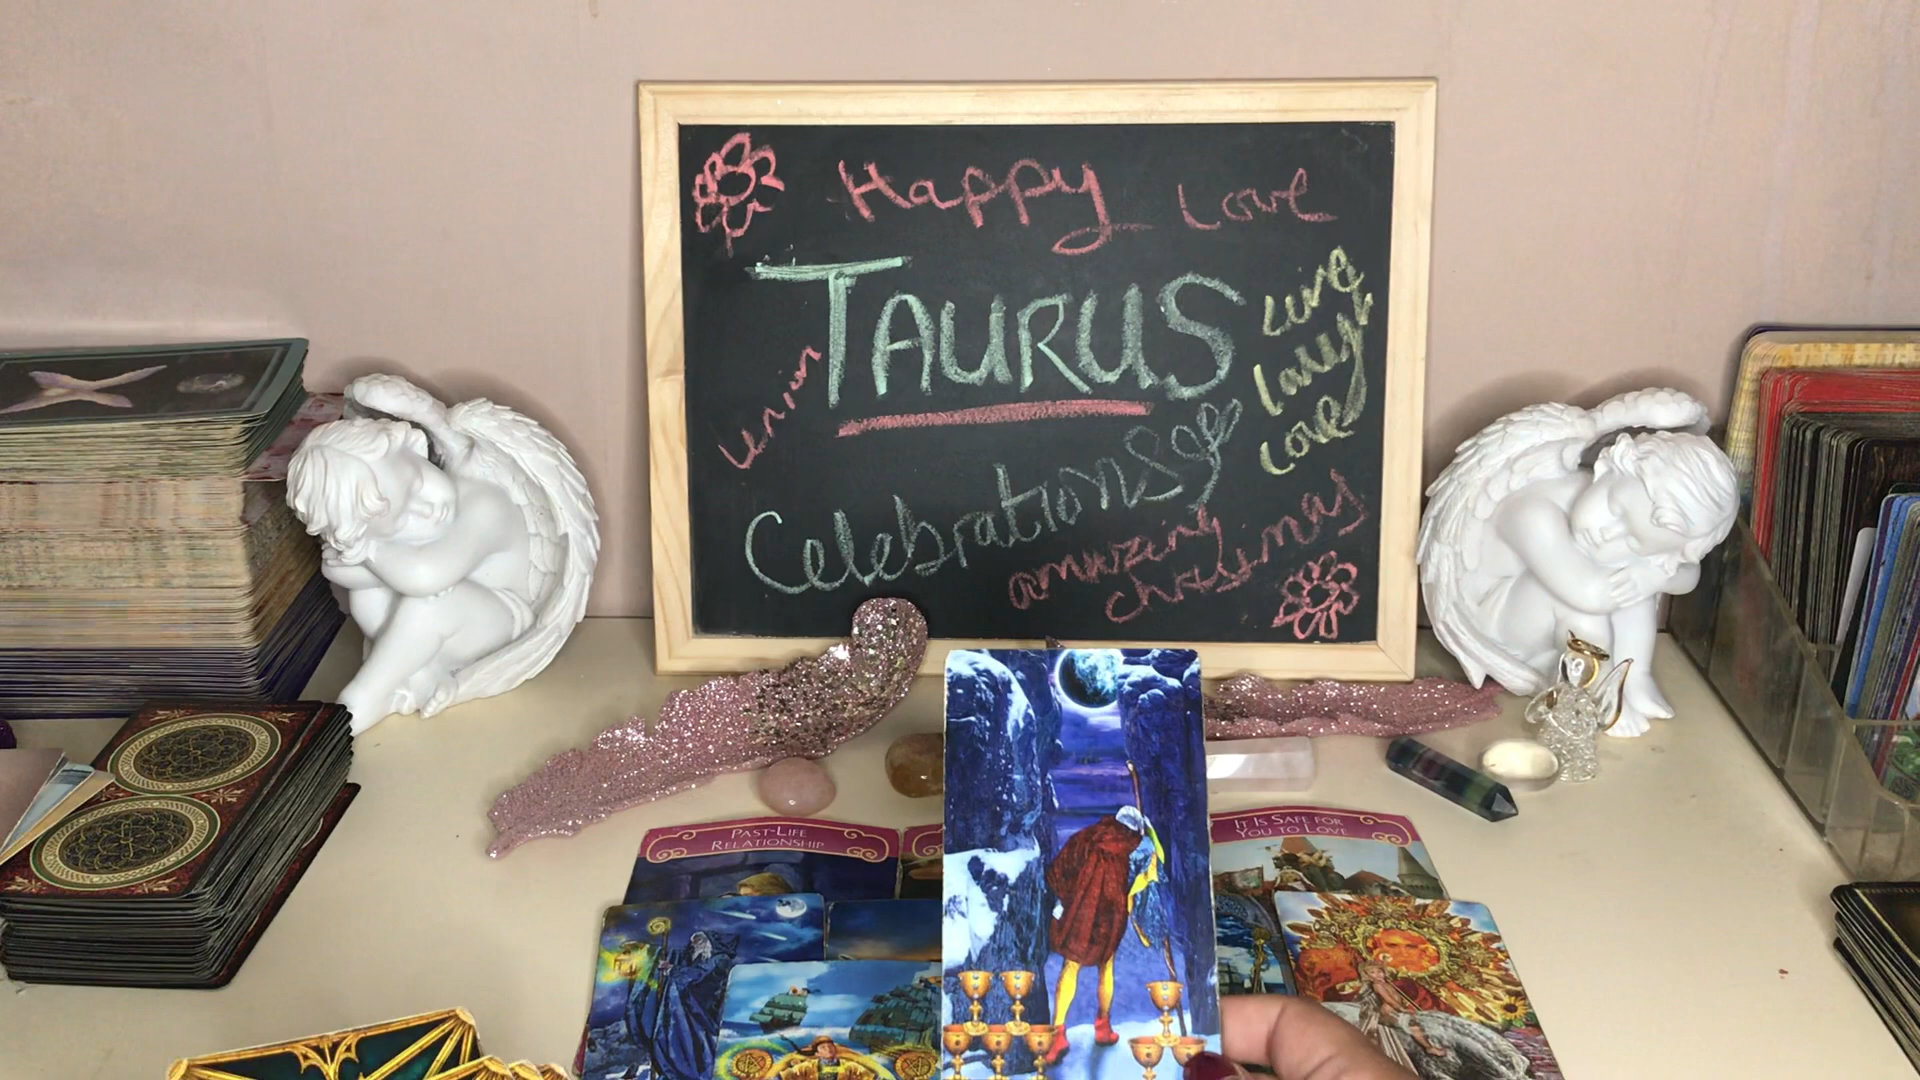 Happy Love
TAURUS
Union
Live
Laugh
Love
Celebrations
amazing
christmas
PAST-LIFE
RELATIONSHIP
IT IS SAFE FOR
YOU TO LOVE